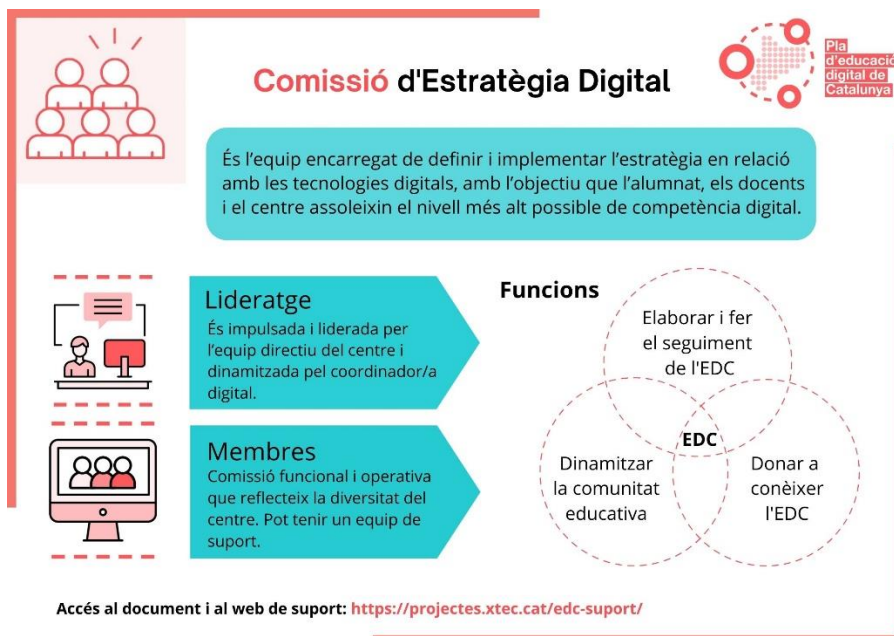 Comissió d'Estratègia Digital
Pla
d'educació
digital de
Catalunya
És l'equip encarregat de definir i implementar l'estratègia en relació
amb les tecnologies digitals, amb l'objectiu que l'alumnat, els docents
i el centre assoleixin el nivell més alt possible de competència digital.
Lideratge
És impulsada i liderada per
l'equip directiu del centre i
dinamitzada pel coordinador/a
digital.
Membres
Comissió funcional i operativa
que reflecteix la diversitat del
centre. Pot tenir un equip de
suport.
Funcions
Elaborar i fer
el seguiment
de l'EDC
EDC
Dinamitzar
la comunitat
educativa
Donar a
conèixer
l'EDC
Accés al document i al web de suport: https://projectes.xtec.cat/edc-suport/